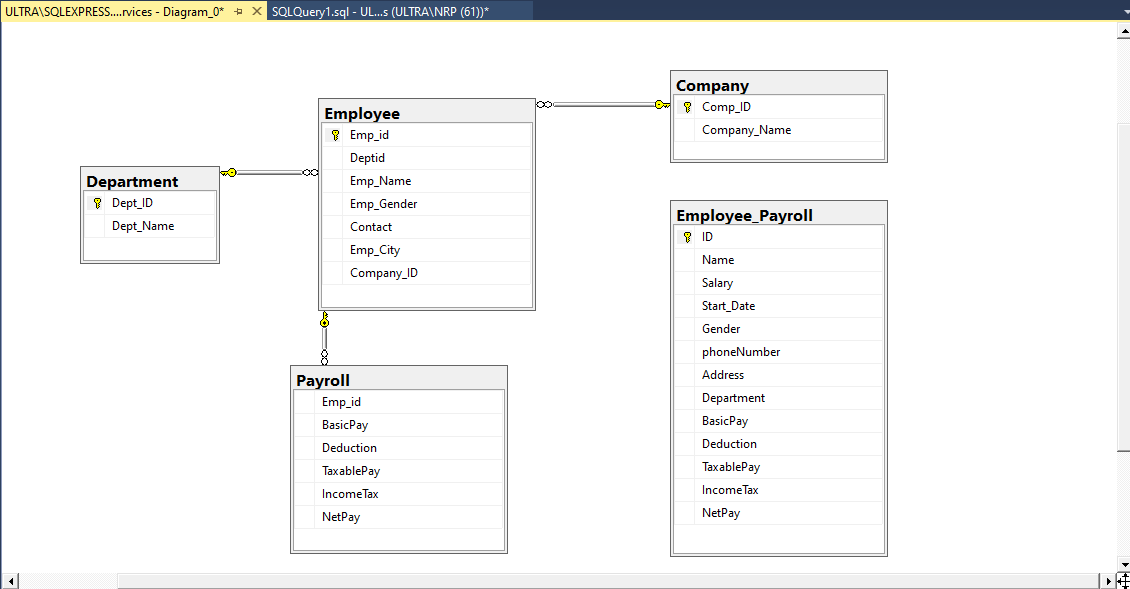 ULTRA\SQLEXPRESS....rvices - Diagram_0*
SQLQuery1.sql - UL...s (ULTRA\NRP (61))*
Department
Dept_ID
Dept_Name
Employee
Emp_id
Deptid
Emp_Name
Emp_Gender
Contact
Emp_City
Company_ID
Company
Comp_ID
Company_Name
Payroll
Emp_id
BasicPay
Deduction
TaxablePay
IncomeTax
NetPay
Employee_Payroll
ID
Name
Salary
Start_Date
Gender
phoneNumber
Address
Department
BasicPay
Deduction
TaxablePay
IncomeTax
NetPay